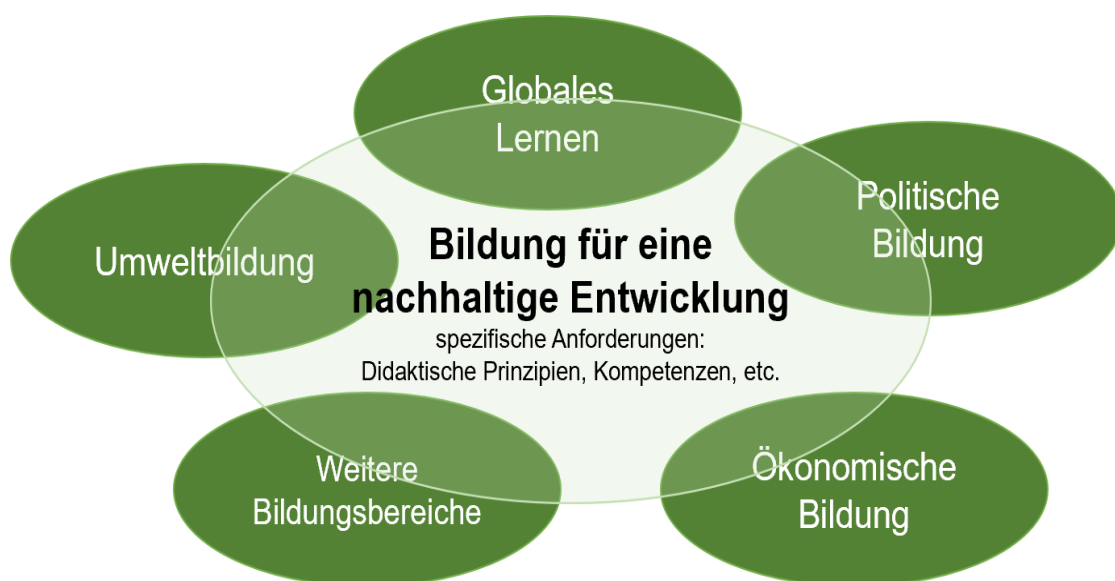 Globales
Lernen
Politische
Bildung
Umweltbildung
Bildung für eine
nachhaltige Entwicklung
spezifische Anforderungen:
Didaktische Prinzipien, Kompetenzen, etc.
Weitere
Bildungsbereiche
Ökonomische
Bildung